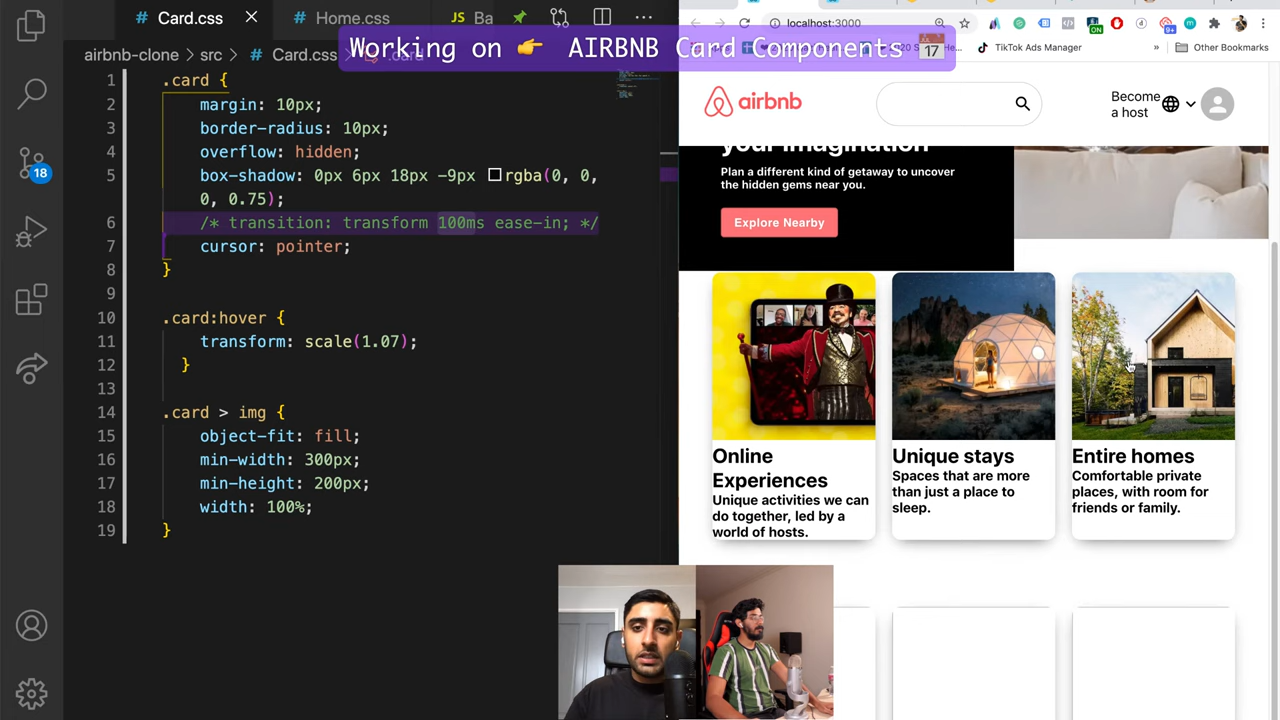 Card.css
Home.css
JS Ba
airbnb-clone > src > # Card.css >
Working on 👉 AIRBNB Card Components 📅
1 .card {
2 margin: 10px;
3 border-radius: 10px;
4 overflow: hidden;
5 box-shadow: 0px 6px 18px -9px rgba(0, 0,
0, 0.75);
6 /* transition: transform 100ms ease-in; */
7 cursor: pointer;
8 }
9
10 .card:hover {
11 transform: scale(1.07);
12 }
13
14 .card > img {
15 object-fit: fill;
16 min-width: 300px;
17 min-height: 200px;
18 width: 100%;
19 }
18
localhost:3000
ON
9+
TikTok Ads Manager
» Other Bookmarks
airbnb
Become
a host
your imagination
Plan a different kind of getaway to uncover
the hidden gems near you.
Explore Nearby
Online
Experiences
Unique activities we can
do together, led by a
world of hosts.
Unique stays
Spaces that are more
than just a place to
sleep.
Entire homes
Comfortable private
places, with room for
friends or family.